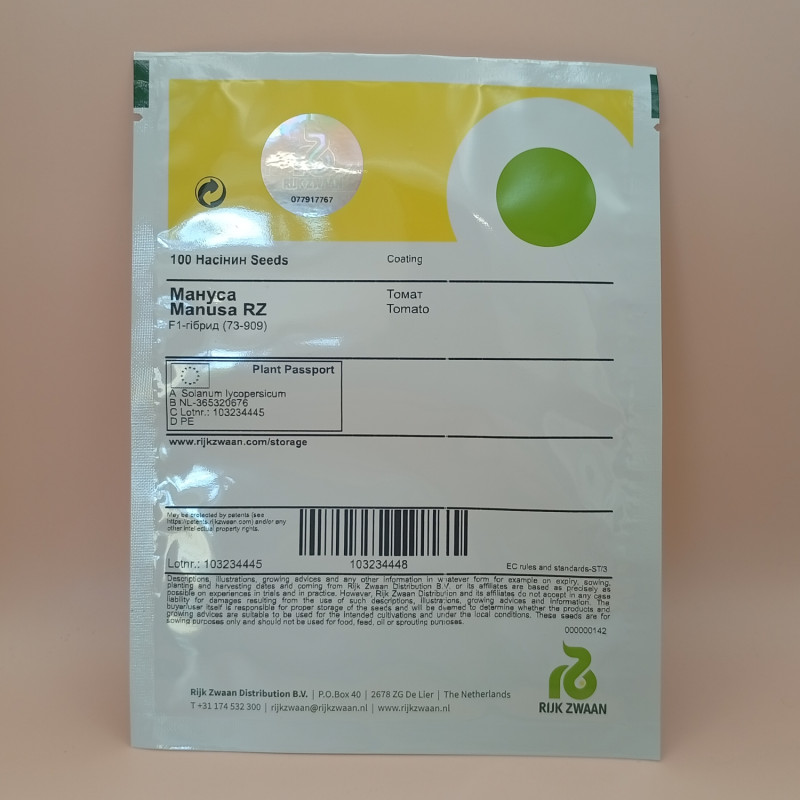 RIJK ZWAAN
077917767
100 Насінин Seeds
Coating
Мануса
Manusa RZ
F1-гібрид (73-909)
Томат
Tomato
Plant Passport
A Solanum lycopersicum
B NL-365320676
C Lotnr.: 103234445
D PE
www.rijkzwaan.com/storage
May be protected by patents (see
https://patents.rijkzwaan.com) and/or any
other intellectual property rights.
Lotnr.: 103234445
103234448
EC rules and standards-ST/3
Descriptions, illustrations, growing advices and any other information in whatever form for example on expiry, sowing,
planting and harvesting dates and coming from Rijk Zwaan Distribution B.V. or its affiliates are based as precisely as
possible on experiences in trials and in practice. However, Rijk Zwaan Distribution and its affiliates do not accept in any case
liability for damages resulting from the use of such descriptions, illustrations, growing advices and information. The
buyer/user itself is responsible for proper storage of the seeds and will be deemed to determine whether the products and
growing advices are suitable to be used for the intended cultivations and under the local conditions. These seeds are for
sowing purposes only and should not be used for food, feed, oil or sprouting purposes.
000000142
Rijk Zwaan Distribution B.V. | P.O.Box 40 | 2678 ZG De Lier | The Netherlands
T +31 174 532 300 | rijkzwaan@rijkzwaan.nl | www.rijkzwaan.nl
RIJK ZWAAN